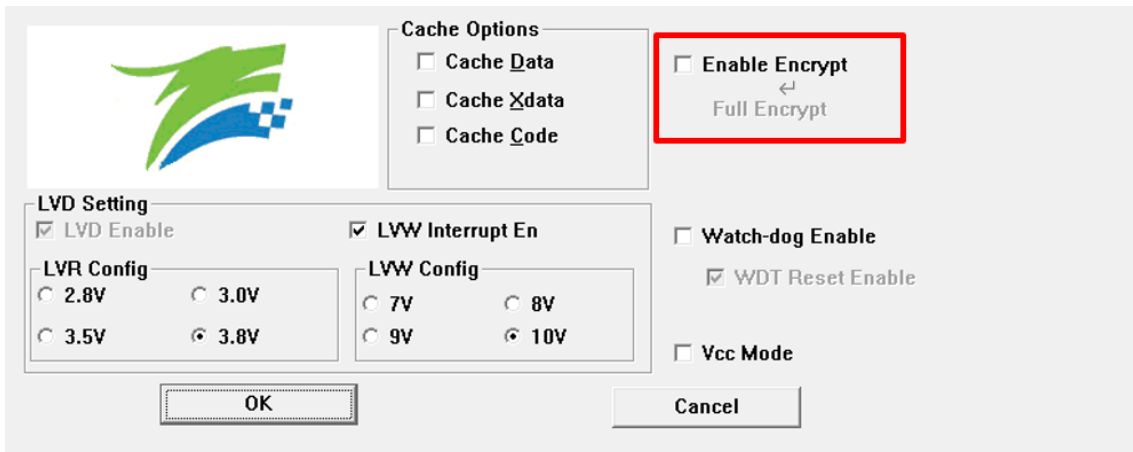 Cache Options
Cache Data
Cache Xdata
Cache Code
Enable Encrypt
Full Encrypt
LVD Setting
LVD Enable
LVW Interrupt En
LVR Config
2.8V
3.0V
3.5V
3.8V
LVW Config
7V
8V
9V
10V
Watch-dog Enable
WDT Reset Enable
Vcc Mode
OK
Cancel